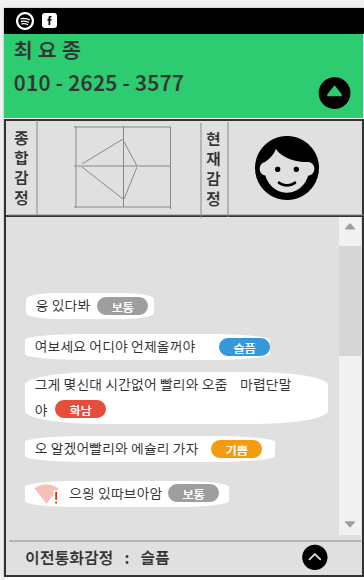 최 요 종
010 - 2625 - 3577
종합감정
현재감정
응 있다봐 보통
여보세요 어디야 언제올꺼야 슬픔
그게 몇신대 시간없어 빨리와 오줌 마렵단말
야 화남
오 알겠어빨리와 에슐리 가자 기쁨
! 으잉 있따브아암 보통
이전통화감정 : 슬픔